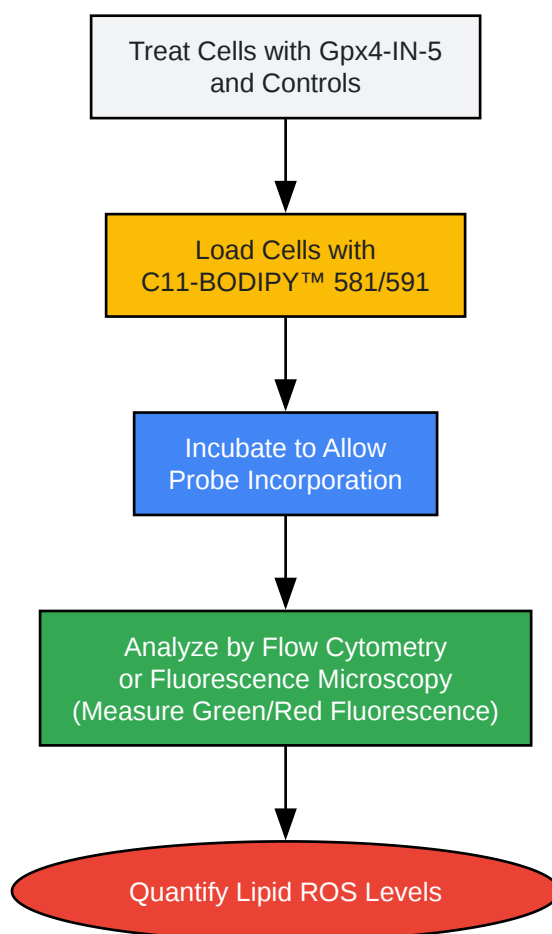 Treat Cells with Gpx4-IN-5
and Controls
Load Cells with
C11-BODIPY™ 581/591
Incubate to Allow
Probe Incorporation
Analyze by Flow Cytometry
or Fluorescence Microscopy
(Measure Green/Red Fluorescence)
Quantify Lipid ROS Levels